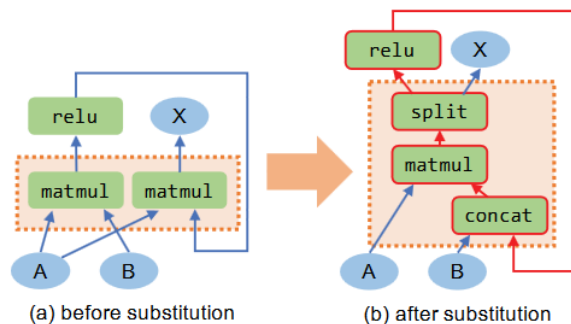 relu
X
matmul
matmul
A
B
(a) before substitution
relu
X
split
matmul
concat
A
B
(b) after substitution